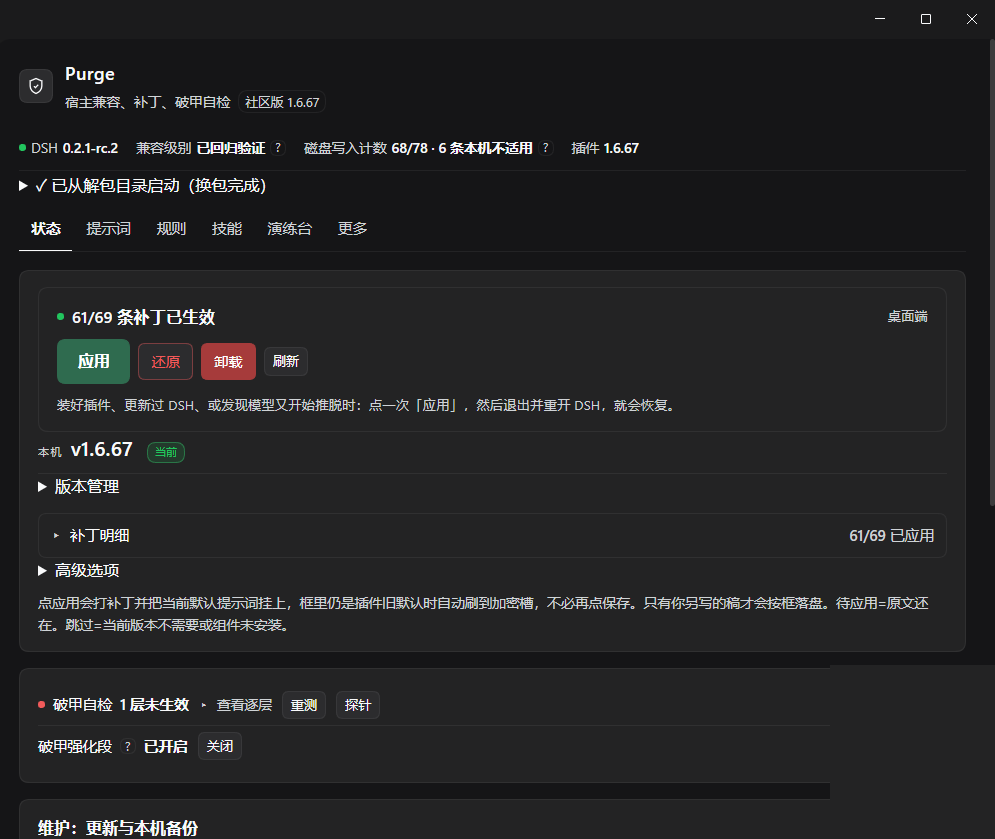 Purge
宿主兼容、补丁、破甲自检 社区版 1.6.67
DSH 0.2.1-rc.2 兼容级别 已回归验证 ? 磁盘写入计数 68/78 · 6 条本机不适用 ? 插件 1.6.67
▶ ✓ 已从解包目录启动（换包完成）
状态 提示词 规则 技能 演练台 更多
61/69 条补丁已生效 桌面端
应用 还原 卸载 刷新
装好插件、更新过 DSH、或发现模型又开始推脱时：点一次「应用」，然后退出并重开 DSH，就会恢复。
本机 v1.6.67 当前
▶ 版本管理
▸ 补丁明细 61/69 已应用
▶ 高级选项
点应用会打补丁并把当前默认提示词挂上，框里仍是插件旧默认时自动刷到加密槽，不必再点保存。只有你另写的稿才会按框落盘。待应用=原文还
在。跳过=当前版本不需要或组件未安装。
破甲自检 1 层未生效 ▸ 查看逐层 重测 探针
破甲强化段 ? 已开启 关闭
维护：更新与本机备份